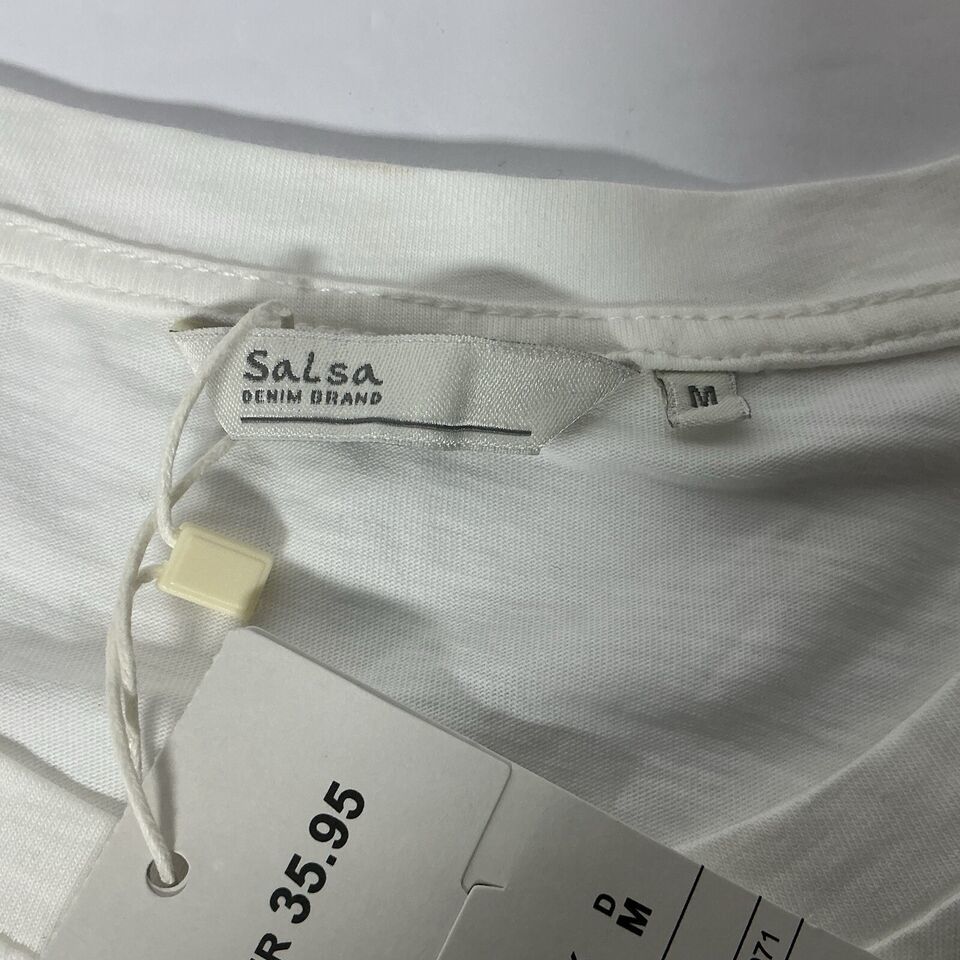 Salsa
DENIM BRAND
M
35.95
D
M